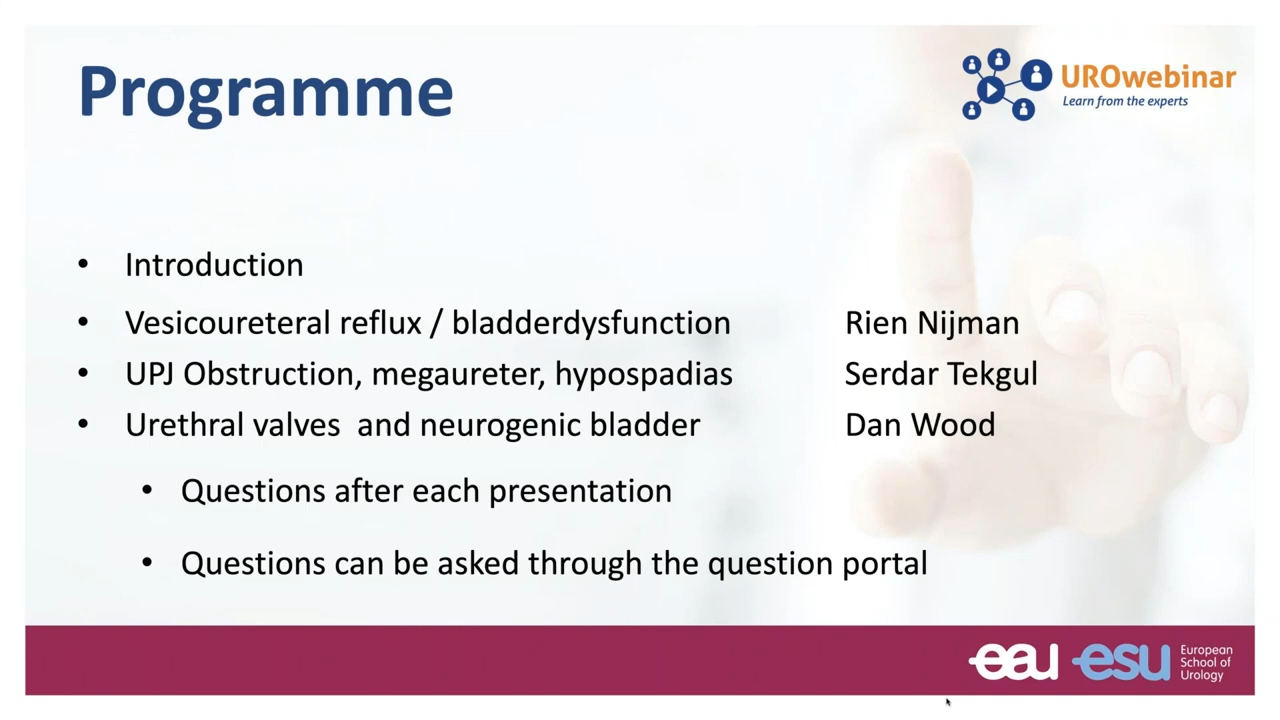 Programme
UROwebinar
Learn from the experts
• Introduction
• Vesicoureteral reflux / bladderdysfunction Rien Nijman
• UPJ Obstruction, megaureter, hypospadias Serdar Tekgul
• Urethral valves  and neurogenic bladder Dan Wood
• Questions after each presentation
• Questions can be asked through the question portal
eau esu European
School of
Urology